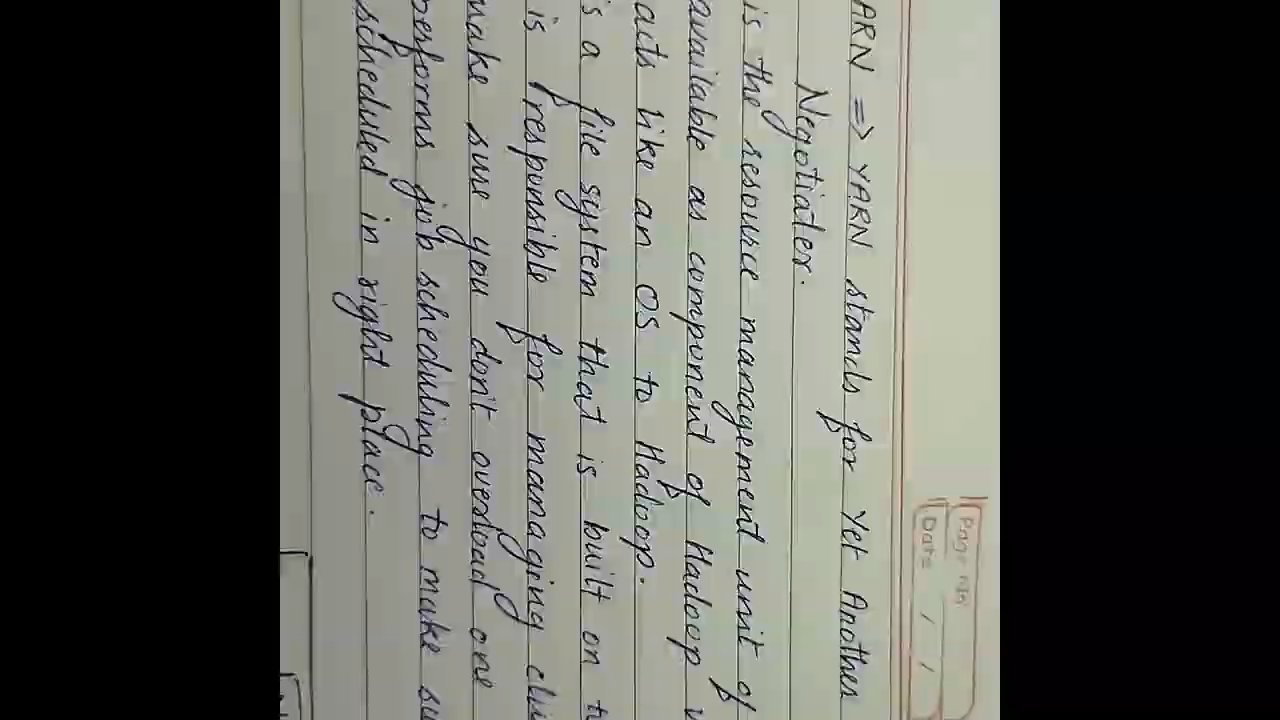 Page No
Date / /
ARN => YARN stands for Yet Another
Negotiater.
is the resource management unit of
available as component of Hadoop
acts like an OS to Hadoop.
is a file system that is built on
is responsible for managing
make sure you don't overload one
performs job scheduling to make
scheduled in right place.